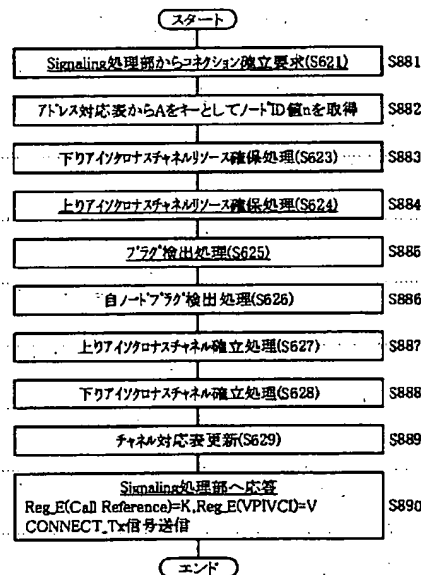 スタート
Signaling処理部からコネクション確立要求(S621)
S881
アドレス対応表からAをキーとしてノードID値nを取得
S882
下りアイソクロナスチャネルリソース確保処理(S623)
S883
上りアイソクロナスチャネルリソース確保処理(S624)
S884
プラグ検出処理(S625)
S885
自ノードプラグ検出処理(S626)
S886
上りアイソクロナスチャネル確立処理(S627)
S887
下りアイソクロナスチャネル確立処理(S628)
S888
チャネル対応表更新(S629)
S889
Signaling処理部へ応答
Reg_E(Call Reference)=K,Reg_E(VPIVCI)=V
CONNECT_Tx信号送信
S890
エンド